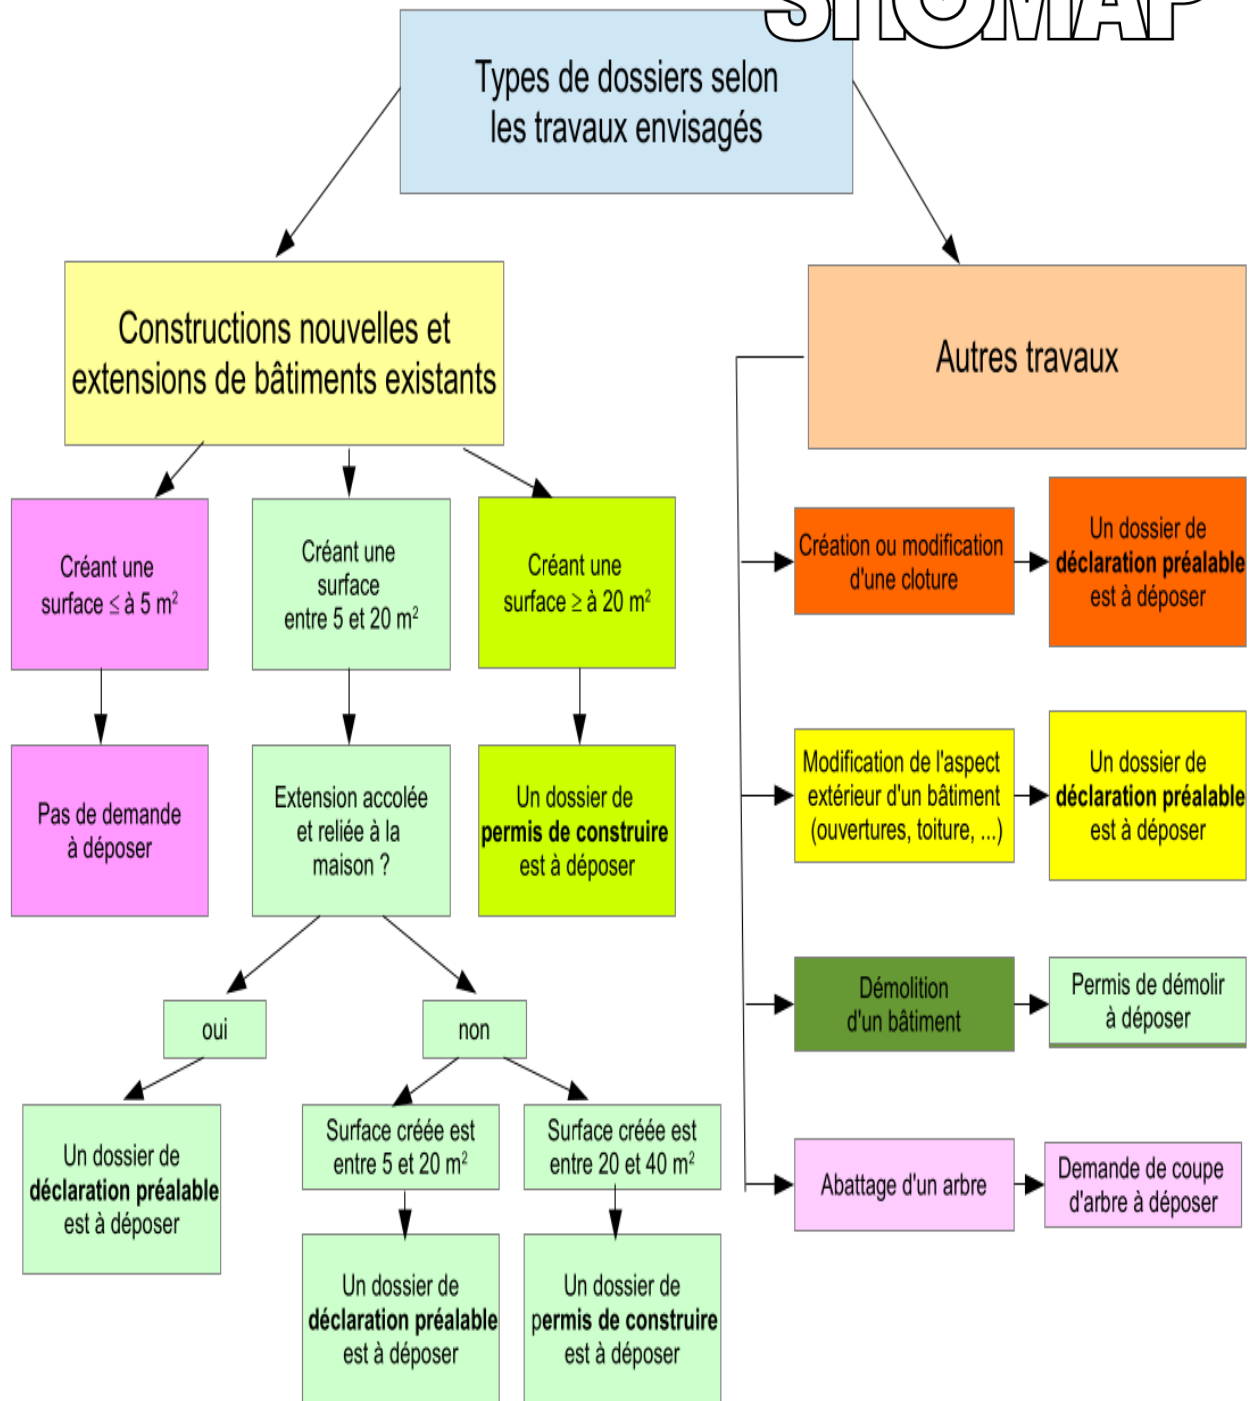 Types de dossiers selon
les travaux envisagés
Constructions nouvelles et
extensions de bâtiments existants
Autres travaux
Créant une
surface ≤ à 5 m²
Créant une
surface
entre 5 et 20 m²
Créant une
surface ≥ à 20 m²
Pas de demande
à déposer
Extension accolée
et reliée à la
maison ?
Un dossier de
permis de construire
est à déposer
oui
non
Un dossier de
déclaration préalable
est à déposer
Surface créée est
entre 5 et 20 m²
Surface créée est
entre 20 et 40 m²
Un dossier de
déclaration préalable
est à déposer
Un dossier de
permis de construire
est à déposer
Création ou modification
d'une cloture
Un dossier de
déclaration préalable
est à déposer
Modification de l'aspect
extérieur d'un bâtiment
(ouvertures, toiture, ...)
Un dossier de
déclaration préalable
est à déposer
Démolition
d'un bâtiment
Permis de démolir
à déposer
Abattage d'un arbre
Demande de coupe
d'arbre à déposer